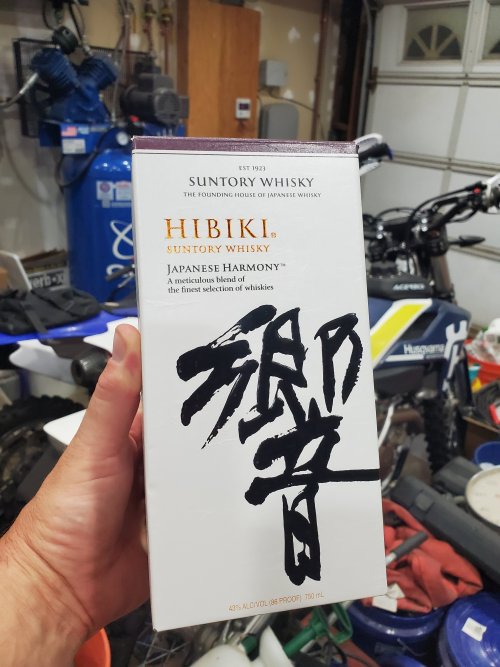 EST 1923
SUNTORY WHISKY
THE FOUNDING HOUSE OF JAPANESE WHISKY
HIBIKI®
SUNTORY WHISKY
JAPANESE HARMONY™
A meticulous blend of
the finest selection of whiskies
響
43% ALC/VOL (86 PROOF) 750 mL
Husqvarna